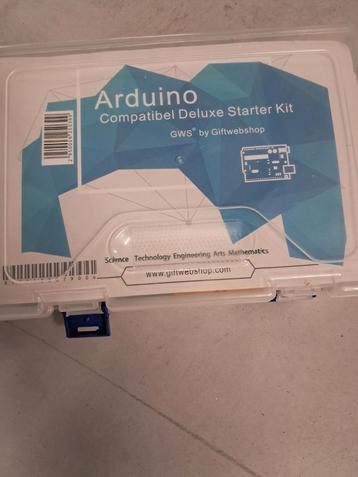 Arduino
Compatibel Deluxe Starter Kit
GWS® by Giftwebshop
Science Technology Engineering Arts Mathematics
www.giftwebshop.com